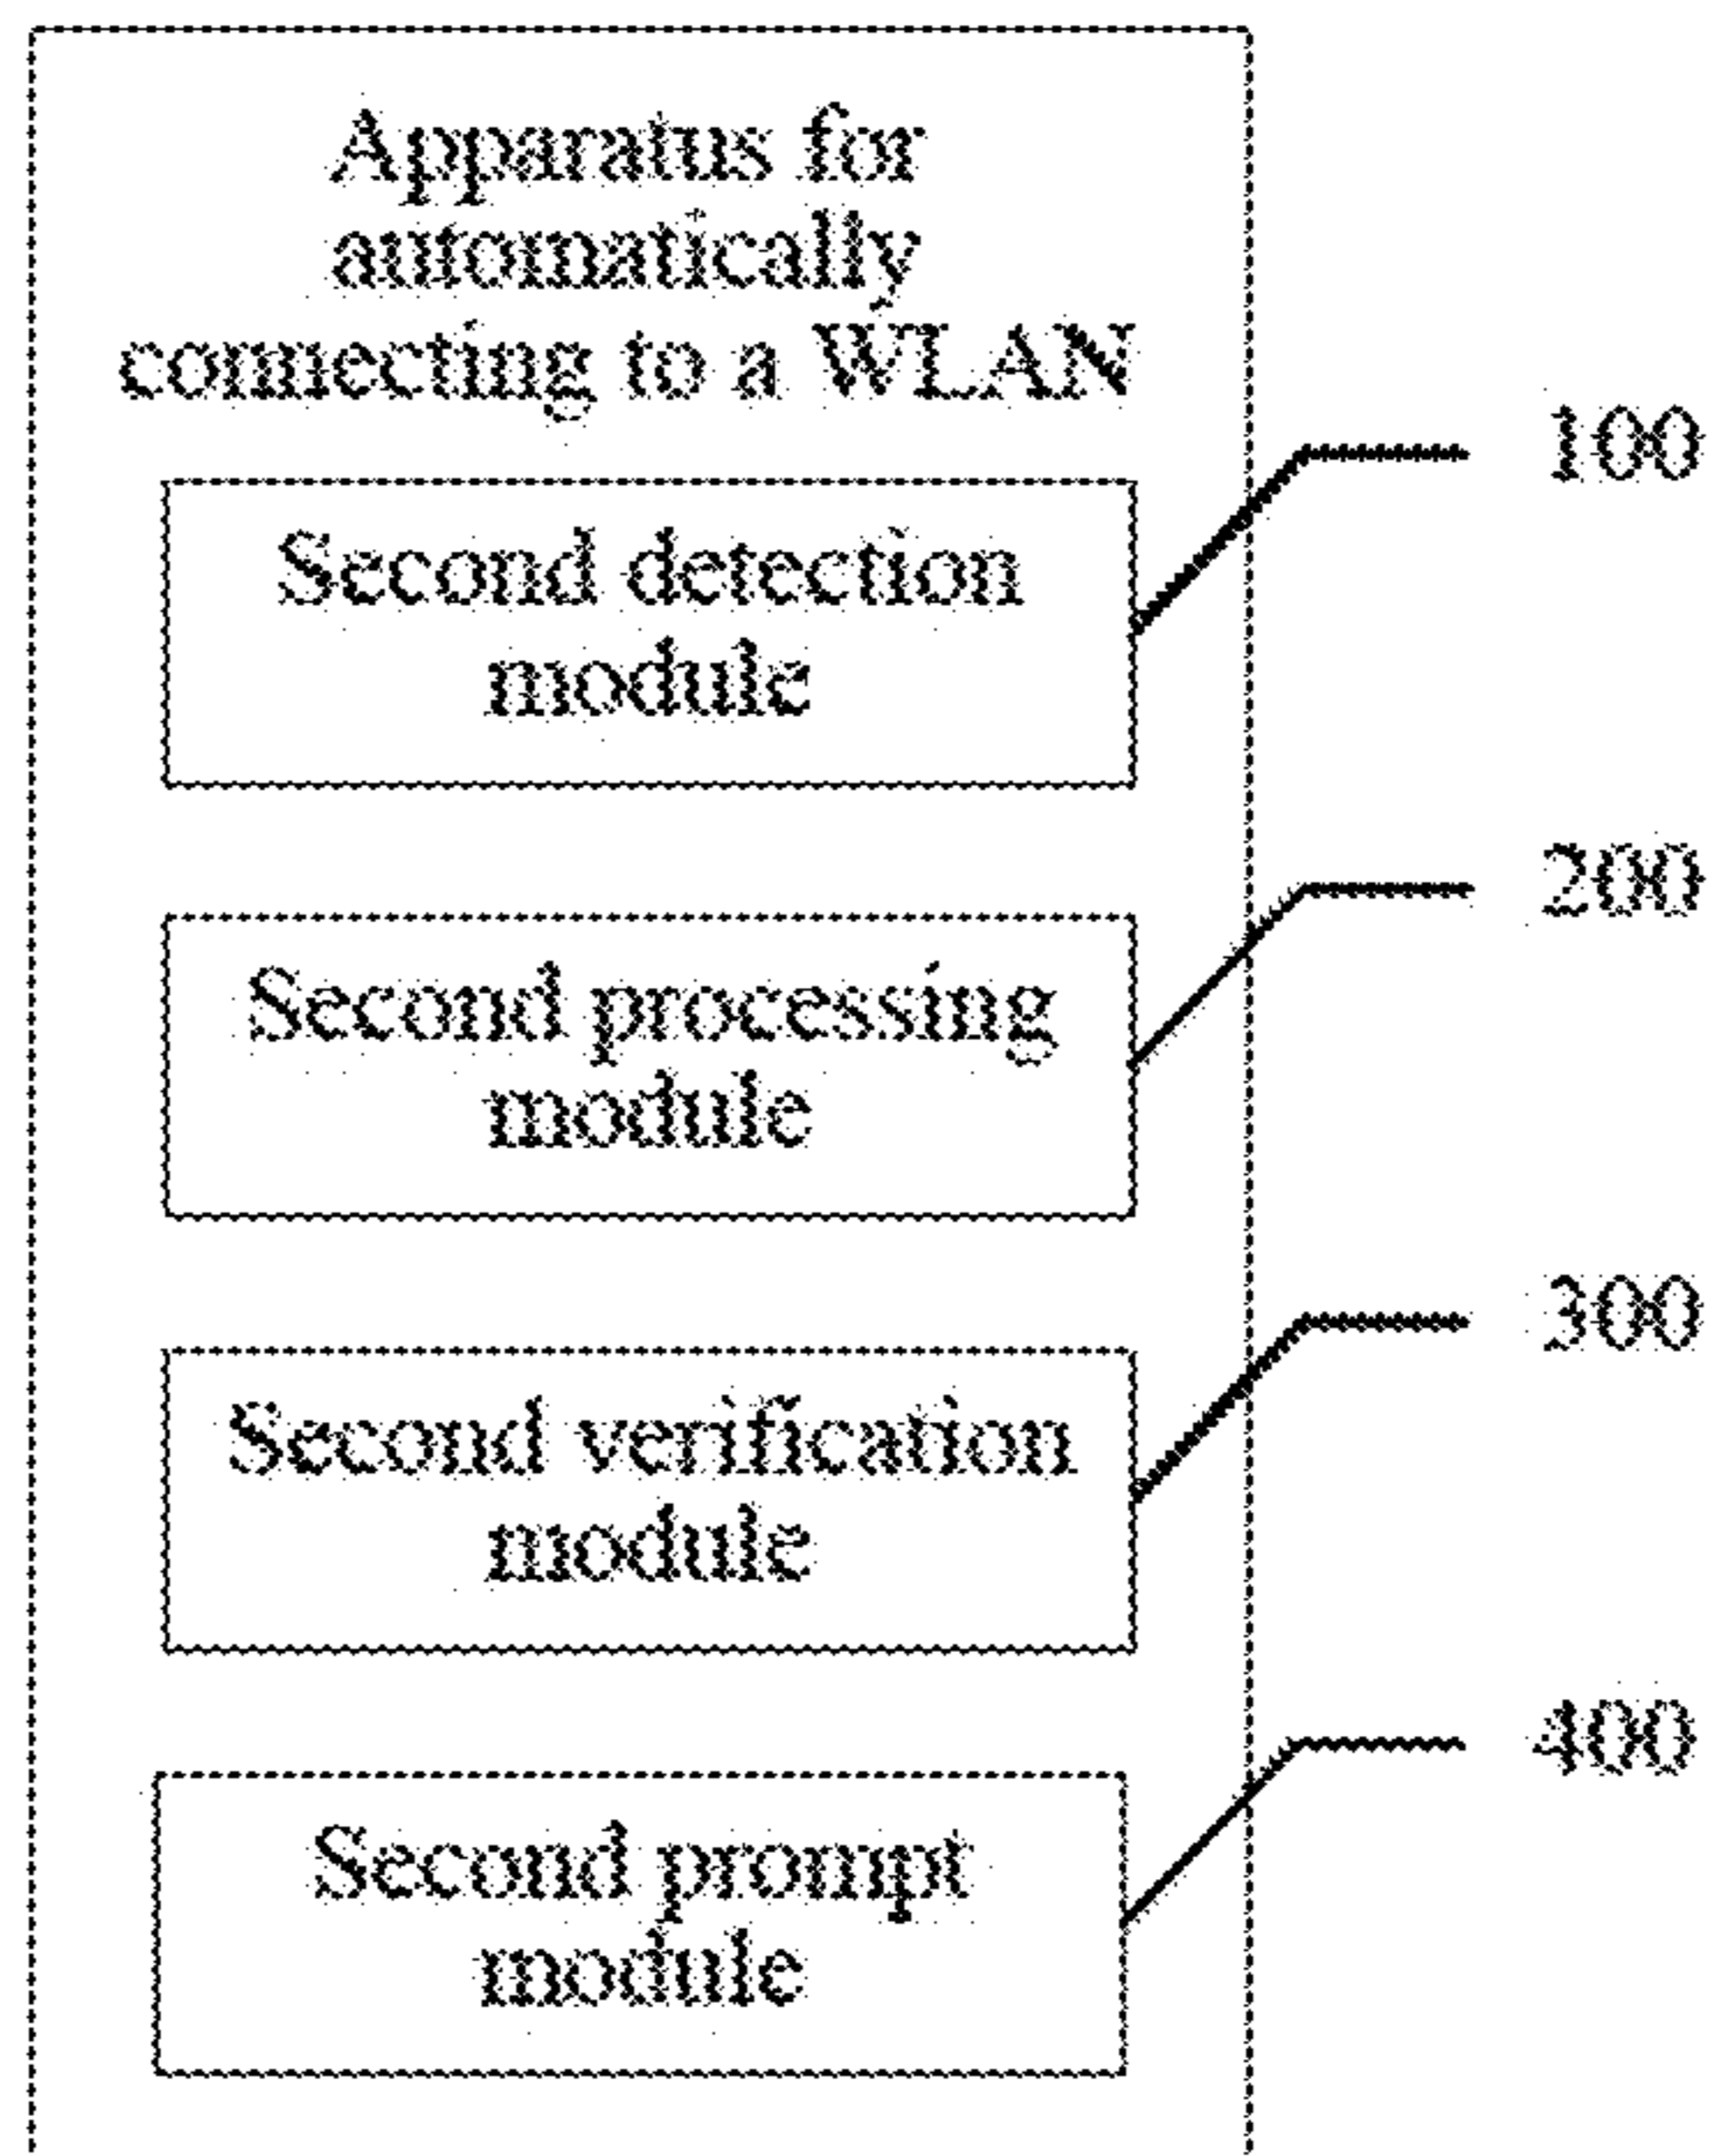 Apparatus for
automatically
connecting to a WLAN
100
Second detection
module
200
Second processing
module
300
Second verification
module
400
Second prompt
module